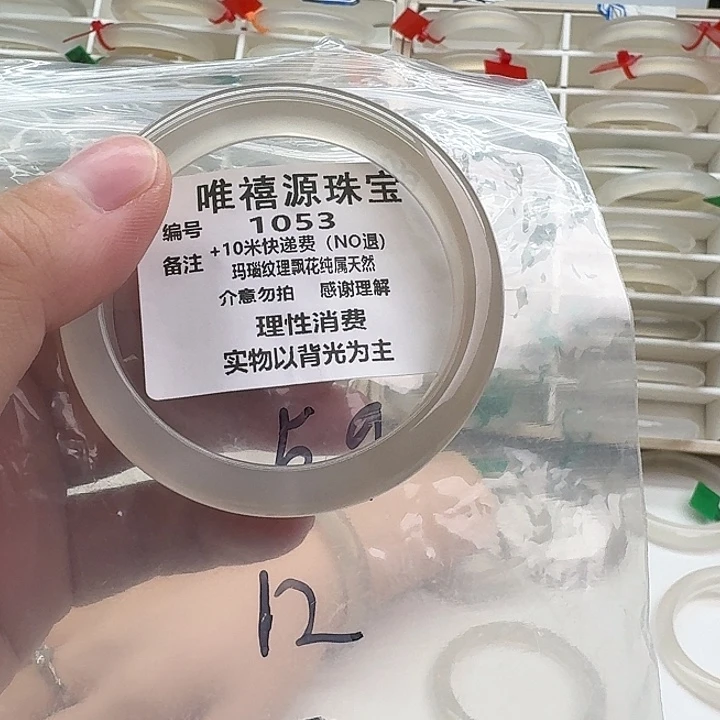 唯禧源珠宝
编号 1053
备注 +10米快递费（NO退)
玛瑙纹理飘花纯属天然
介意勿拍 感谢理解
理性消费
实物以背光为主
59
12